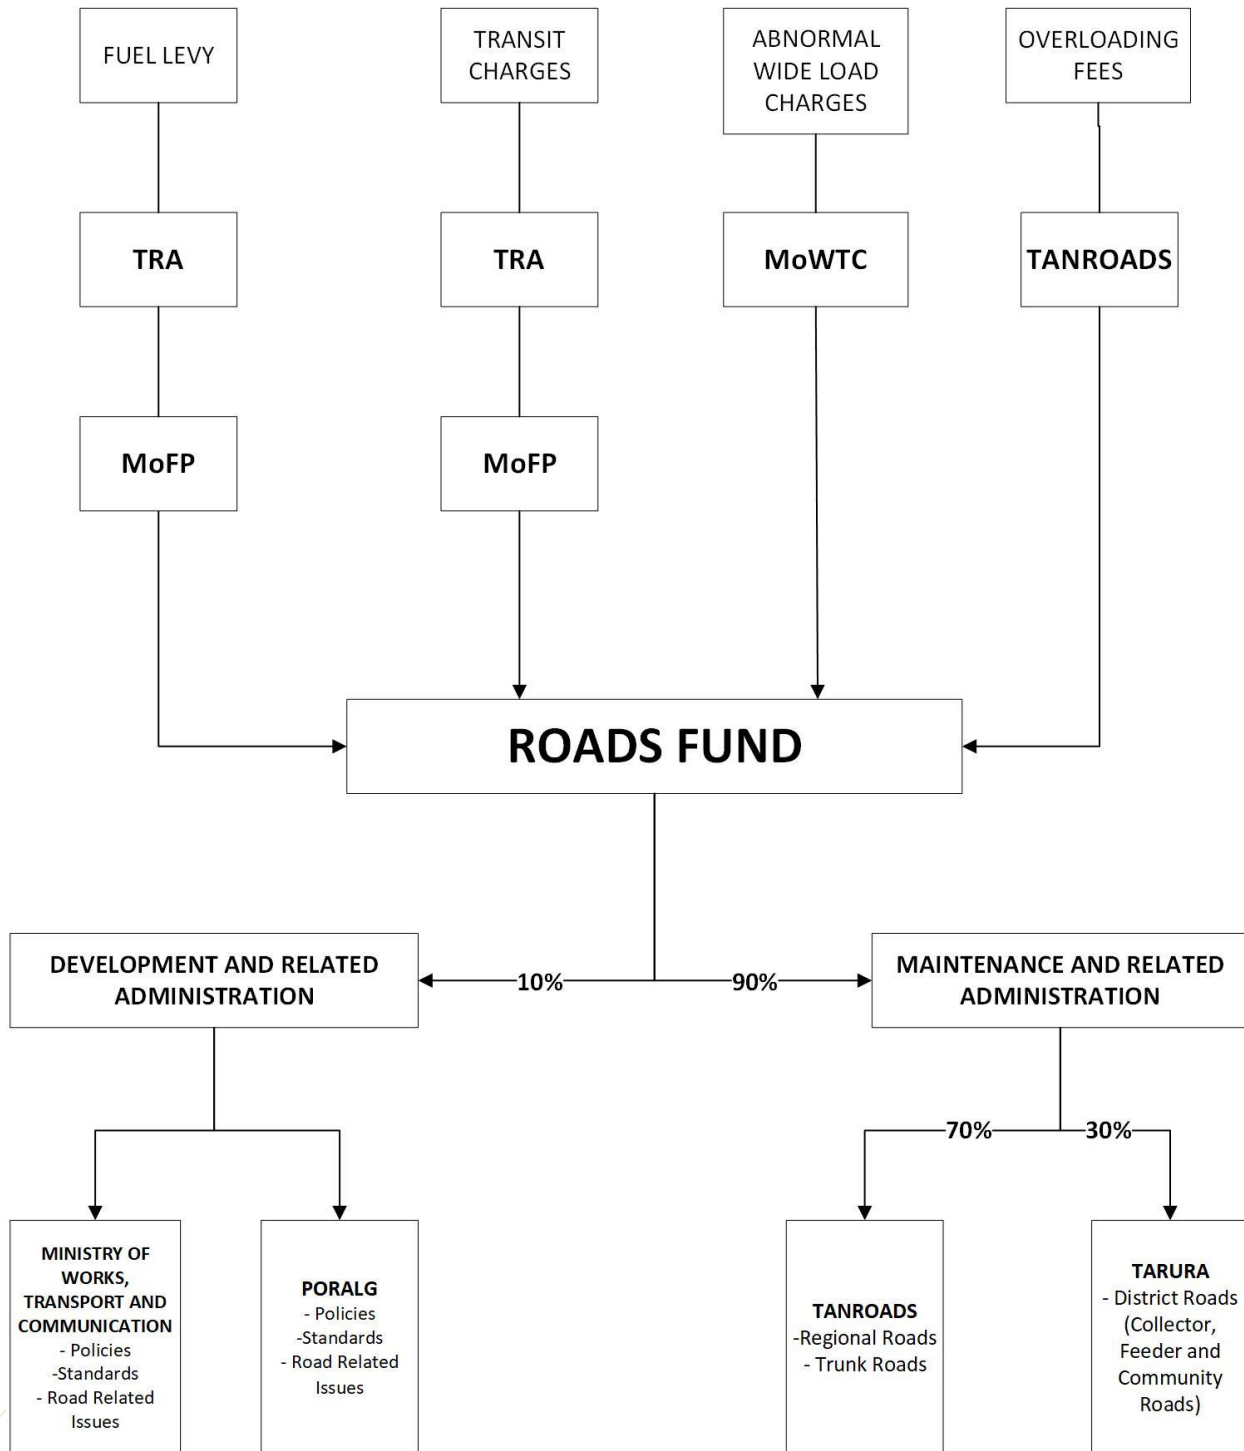 FUEL LEVY
TRANSIT
CHARGES
ABNORMAL
WIDE LOAD
CHARGES
OVERLOADING
FEES
TRA
TRA
MoWTC
TANROADS
MoFP
MoFP
ROADS FUND
DEVELOPMENT AND RELATED
ADMINISTRATION
10%
90%
MAINTENANCE AND RELATED
ADMINISTRATION
70%
30%
MINISTRY OF
WORKS,
TRANSPORT AND
COMMUNICATION
- Policies
-Standards
- Road Related
Issues
PORALG
- Policies
-Standards
- Road Related
Issues
TANROADS
-Regional Roads
- Trunk Roads
TARURA
- District Roads
(Collector,
Feeder and
Community
Roads)